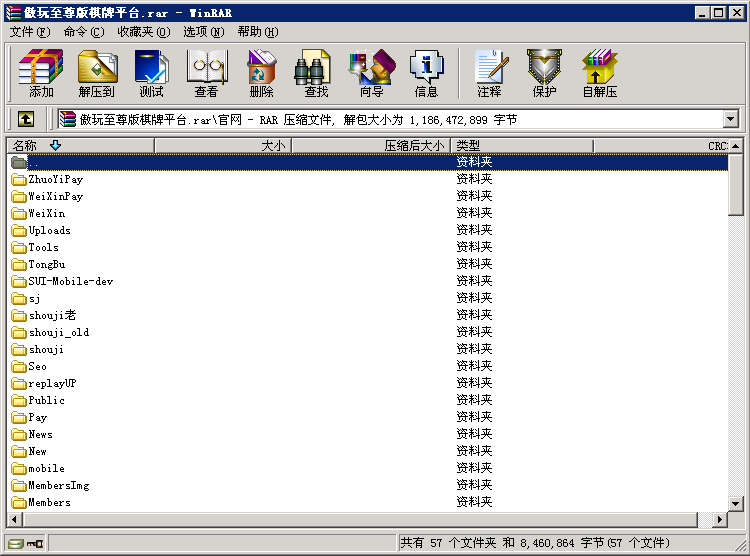 傲玩至尊版棋牌平台.rar - WinRAR
文件(F) 命令(C) 收藏夹(O) 选项(N) 帮助(H)
添加 解压到 测试 查看 删除 查找 向导 信息 注释 保护 自解压
傲玩至尊版棋牌平台.rar\官网 - RAR 压缩文件, 解包大小为 1,186,472,899 字节
名称 大小 压缩后大小 类型 CRC3
.. 资料夹
ZhuoYiPay 资料夹
WeiXinPay 资料夹
WeiXin 资料夹
Uploads 资料夹
Tools 资料夹
TongBu 资料夹
SUI-Mobile-dev 资料夹
sj 资料夹
shouji老 资料夹
shouji_old 资料夹
shouji 资料夹
Seo 资料夹
replayUP 资料夹
Public 资料夹
Pay 资料夹
News 资料夹
New 资料夹
mobile 资料夹
MembersImg 资料夹
Members 资料夹
共有 57 个文件夹 和 8,460,864 字节(57 个文件)